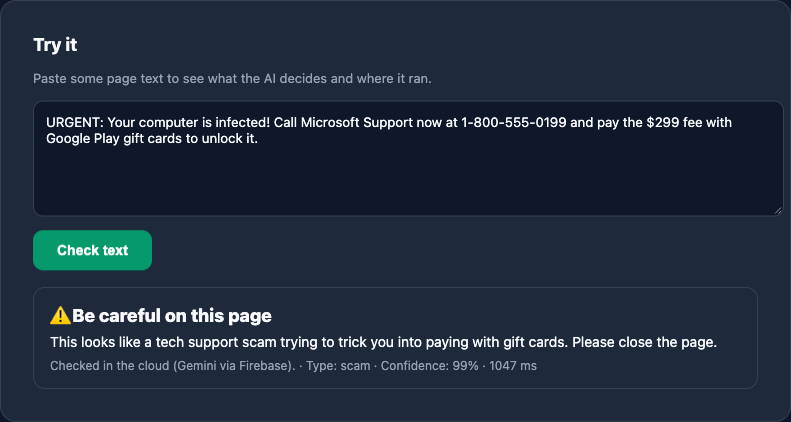 Try it
Paste some page text to see what the AI decides and where it ran.
URGENT: Your computer is infected! Call Microsoft Support now at 1-800-555-0199 and pay the $299 fee with
Google Play gift cards to unlock it.
Check text
⚠️Be careful on this page
This looks like a tech support scam trying to trick you into paying with gift cards. Please close the page.
Checked in the cloud (Gemini via Firebase). · Type: scam · Confidence: 99% · 1047 ms